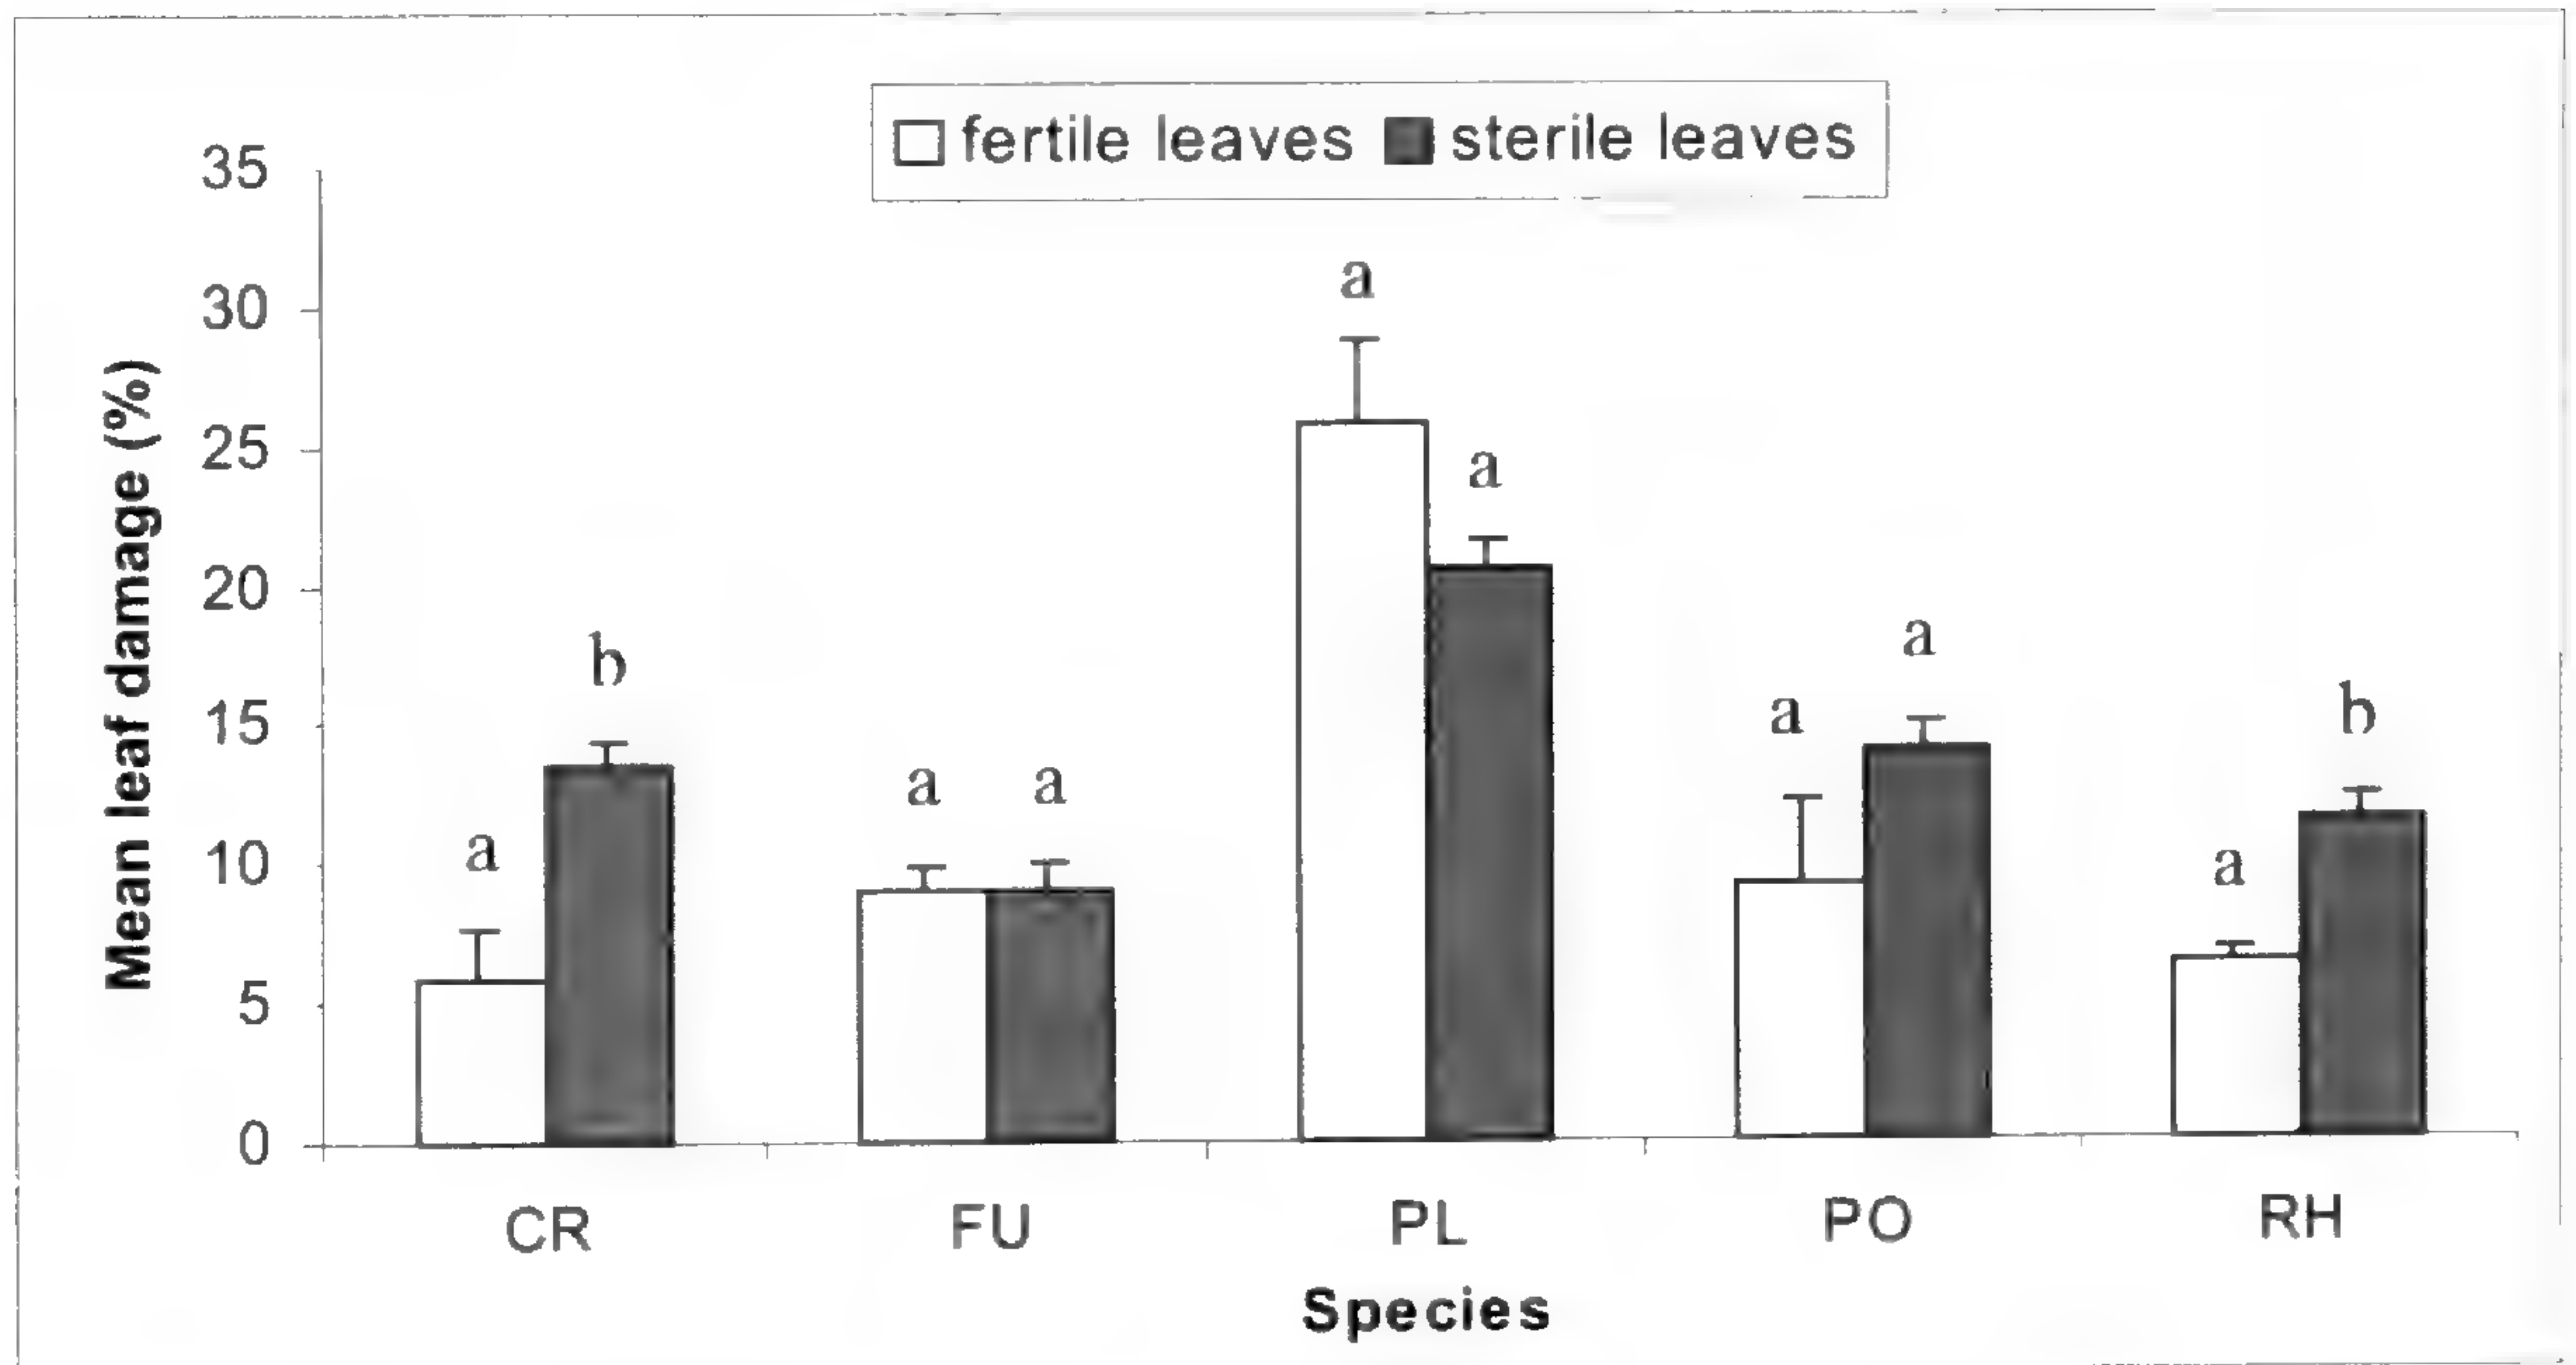 fertile leaves sterile leaves
35
30
25
20
15
10
5
0
Mean leaf damage (%)
a b
a a
a a
a a
a b
CR FU PL PO RH
Species